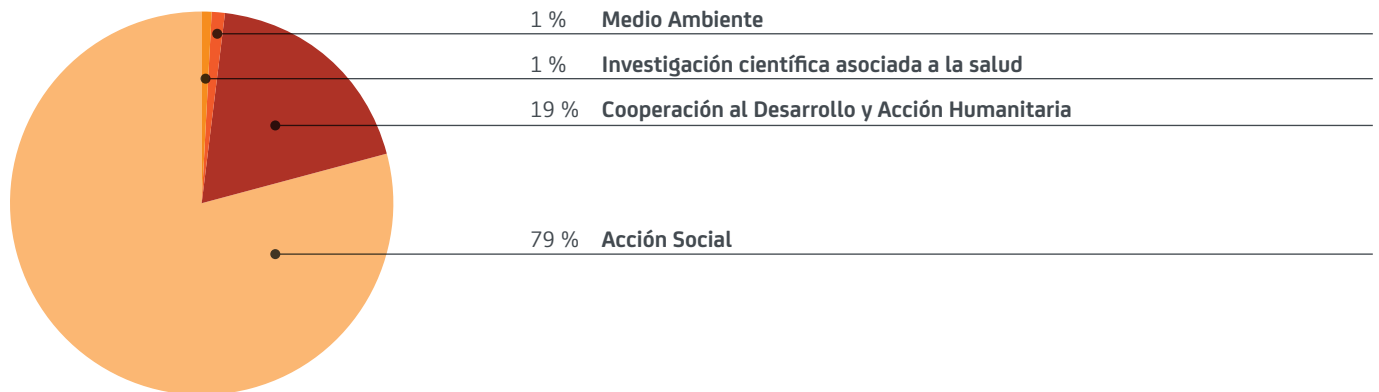 1 % Medio Ambiente
1 % Investigación científica asociada a la salud
19 % Cooperación al Desarrollo y Acción Humanitaria
79 % Acción Social